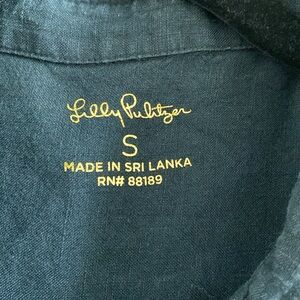 Lilly Pulitzer
S
MADE IN SRI LANKA
RN# 88189